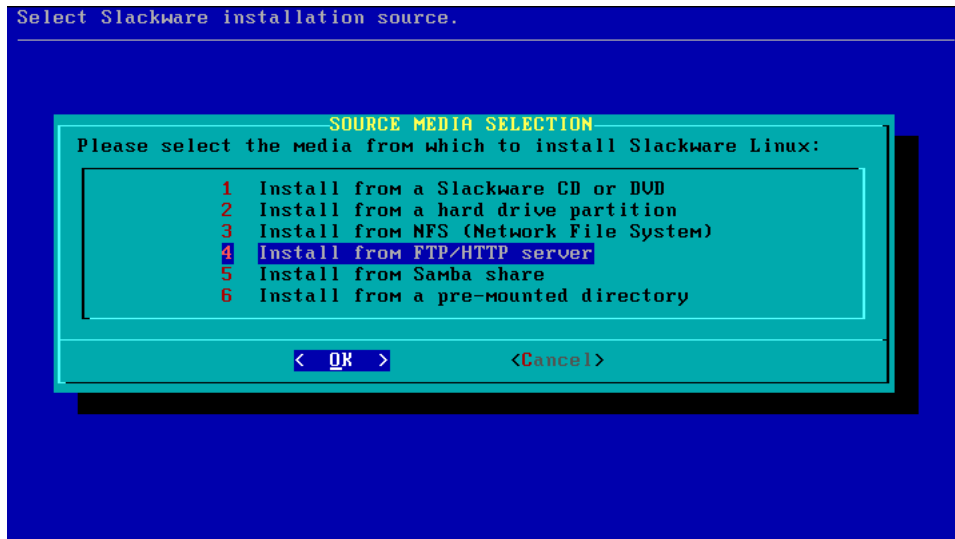 Select Slackware installation source.
SOURCE MEDIA SELECTION
Please select the media from which to install Slackware Linux:
1 Install from a Slackware CD or DVD
2 Install from a hard drive partition
3 Install from NFS (Network File System)
4 Install from FTP/HTTP server
5 Install from Samba share
6 Install from a pre-mounted directory
< OK > <Cancel>